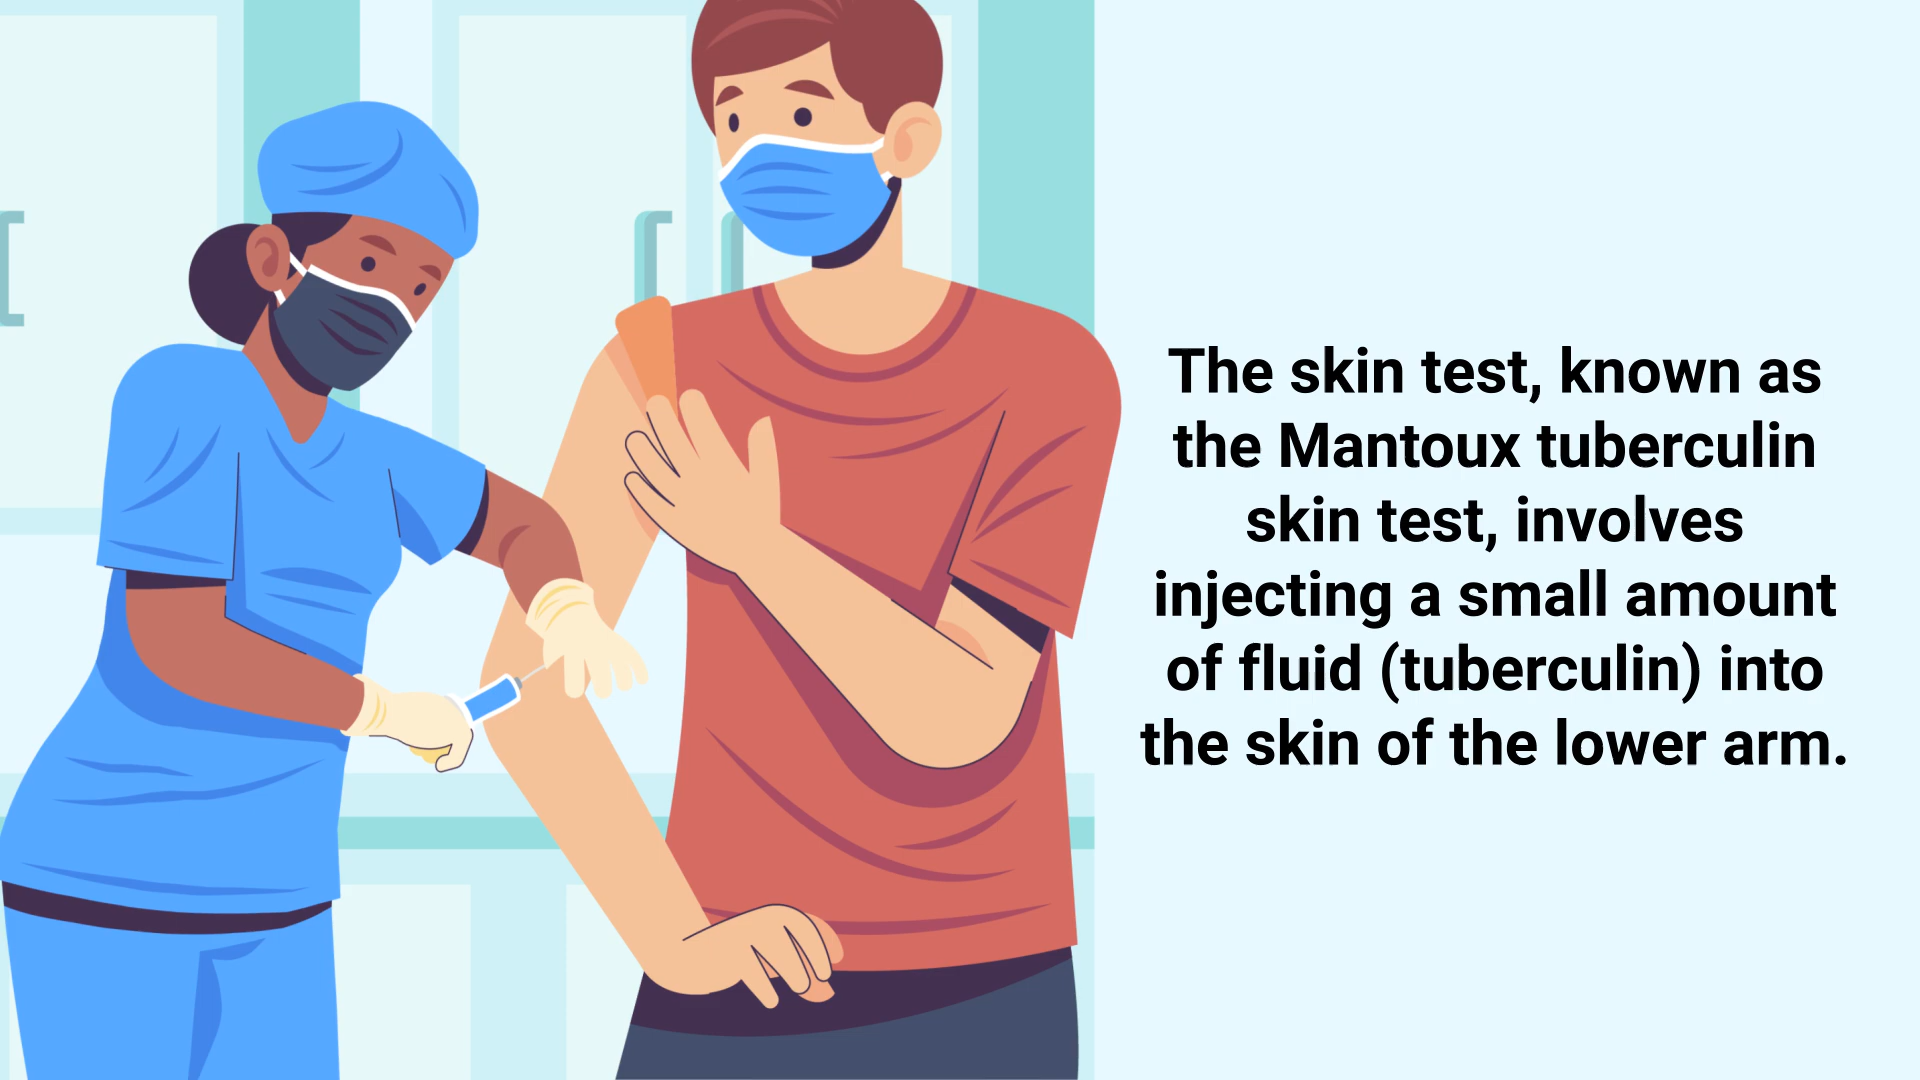 The skin test, known as
the Mantoux tuberculin
skin test, involves
injecting a small amount
of fluid (tuberculin) into
the skin of the lower arm.